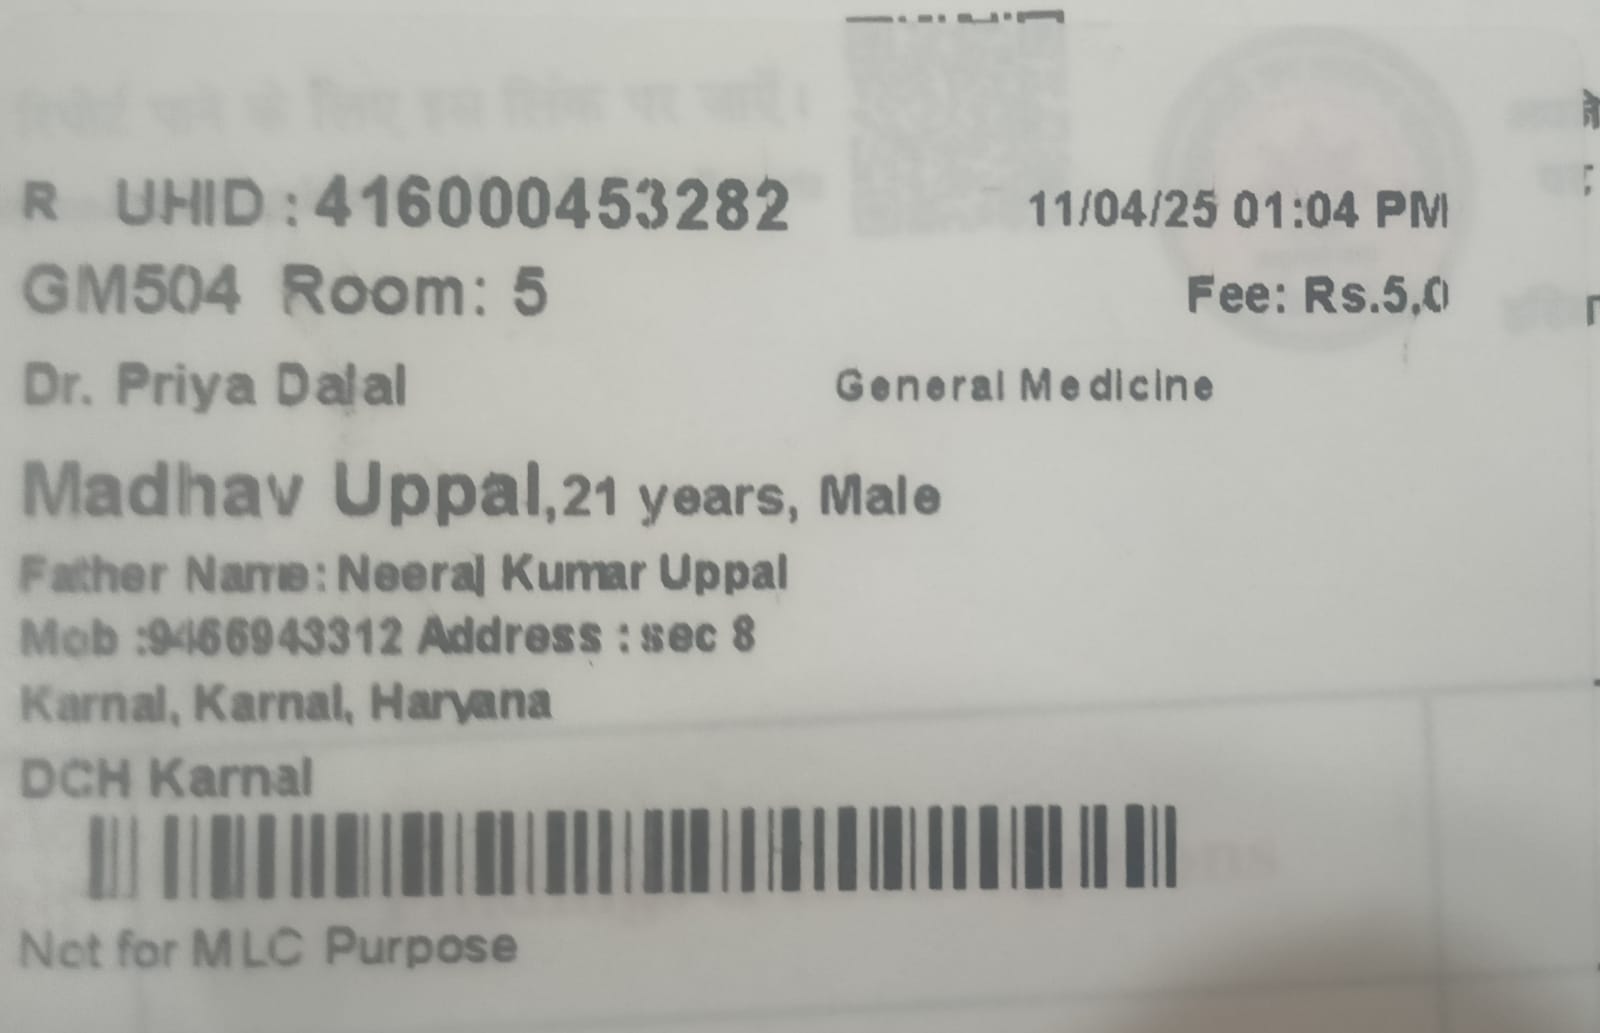 रिपोर्ट पाने के लिए इस लिंक पर जाएँ।
R UHID : 416000453282 11/04/25 01:04 PM
GM504 Room: 5 Fee: Rs.5.0
Dr. Priya Dalal General Medicine
Madhav Uppal,21 years, Male
Father Name: Neeraj Kumar Uppal
Mob :9466943312 Address : sec 8
Karnal, Karnal, Haryana
DCH Karnal
Not for MLC Purpose